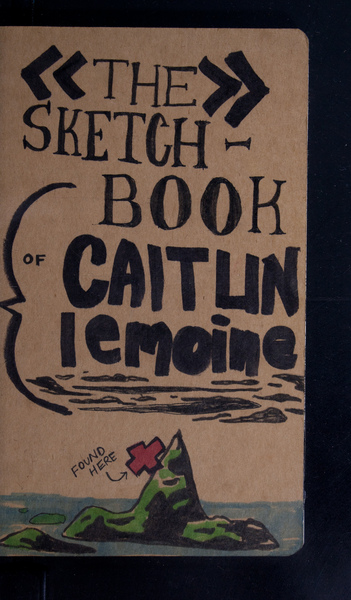 << THE >>
SKETCH-
BOOK
OF CAITLIN
lemoine
FOUND
HERE